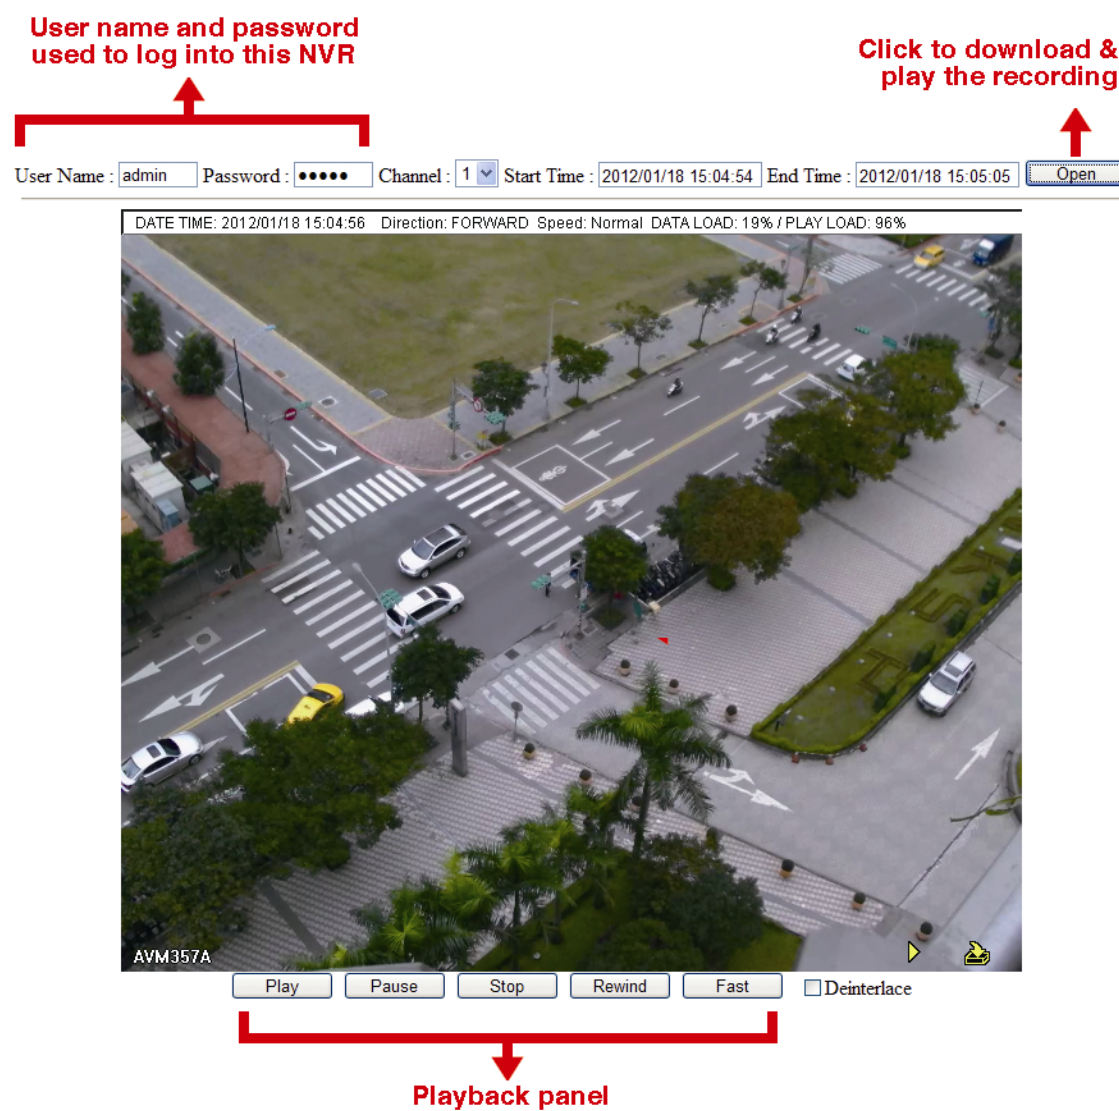 User name and password
used to log into this NVR
Click to download &
play the recording
User Name : admin Password : ●●●●● Channel : 1 Start Time : 2012/01/18 15:04:54 End Time : 2012/01/18 15:05:05 Open
DATE TIME: 2012/01/18 15:04:56 Direction: FORWARD Speed: Normal DATA LOAD: 19% / PLAY LOAD: 96%
AVM357A
Play Pause Stop Rewind Fast Deinterlace
Playback panel